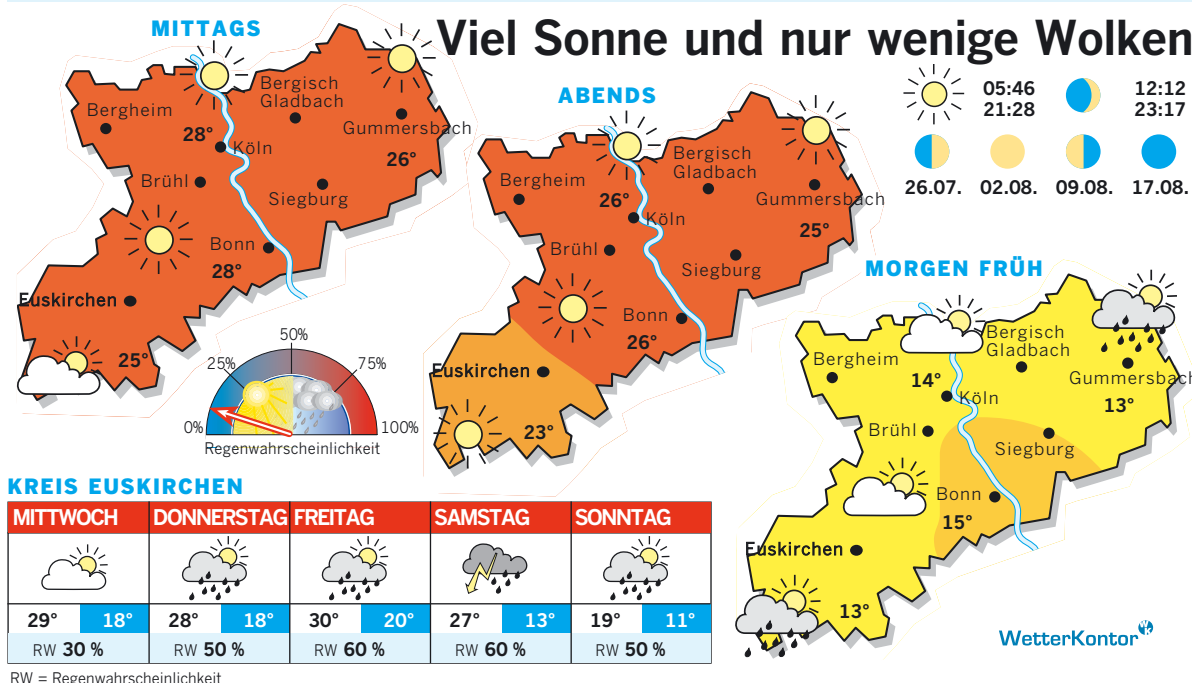 Viel Sonne und nur wenige Wolken
MITTAGS
Bergheim
Bergisch
Gladbach
Gummersbach
28°
Köln
26°
Brühl
Siegburg
Bonn
28°
Euskirchen
25°
ABENDS
Bergheim
Bergisch
Gladbach
Gummersbach
26°
Köln
25°
Brühl
Siegburg
Bonn
26°
Euskirchen
23°
05:46
21:28
12:12
23:17
26.07. 02.08. 09.08. 17.08.
MORGEN FRÜH
Bergheim
Bergisch
Gladbach
Gummersbach
14°
Köln
13°
Brühl
Siegburg
Bonn
15°
Euskirchen
13°
0%
25%
50%
75%
100%
Regenwahrscheinlichkeit
KREIS EUSKIRCHEN
MITTWOCH DONNERSTAG FREITAG SAMSTAG SONNTAG
29° 18° 28° 18° 30° 20° 27° 13° 19° 11°
RW 30 % RW 50 % RW 60 % RW 60 % RW 50 %
RW = Regenwahrscheinlichkeit
WetterKontor